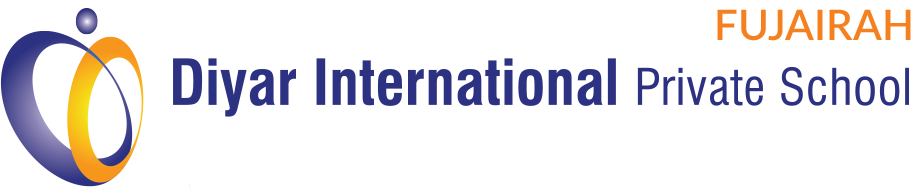 FUJAIRAH
Diyar International Private School